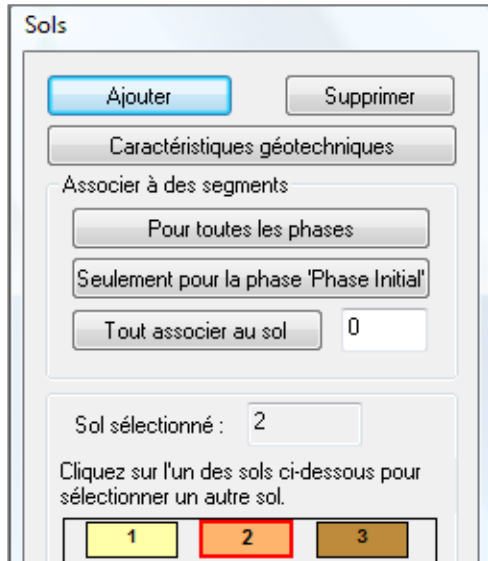 Sols
Ajouter Supprimer
Caractéristiques géotechniques
Associer à des segments
Pour toutes les phases
Seulement pour la phase 'Phase Initial'
Tout associer au sol 0
Sol sélectionné : 2
Cliquez sur l'un des sols ci-dessous pour
sélectionner un autre sol.
1 2 3